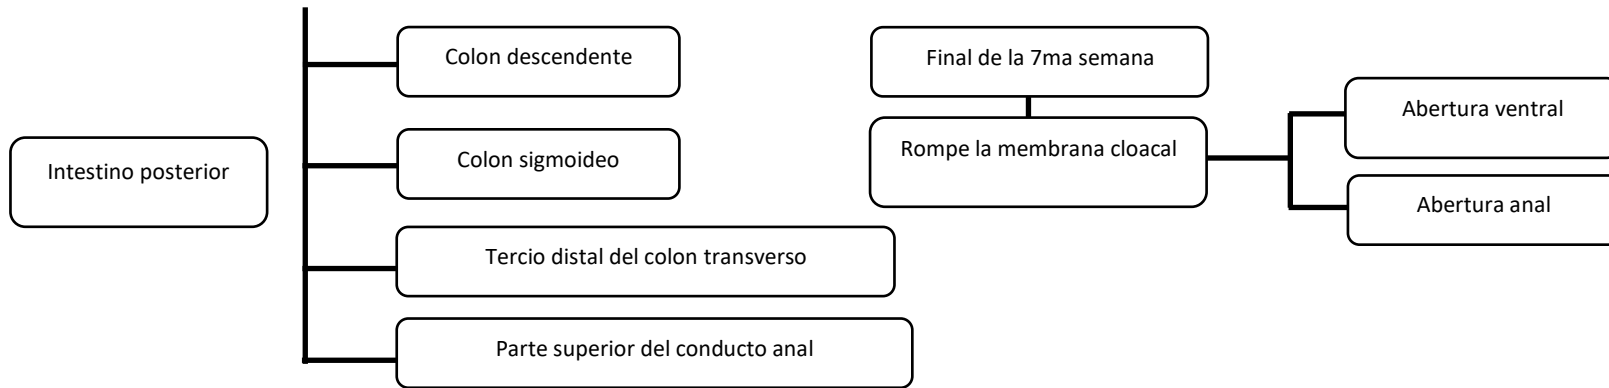 Intestino posterior
Colon descendente
Colon sigmoideo
Tercio distal del colon transverso
Parte superior del conducto anal
Final de la 7ma semana
Rompe la membrana cloacal
Abertura ventral
Abertura anal